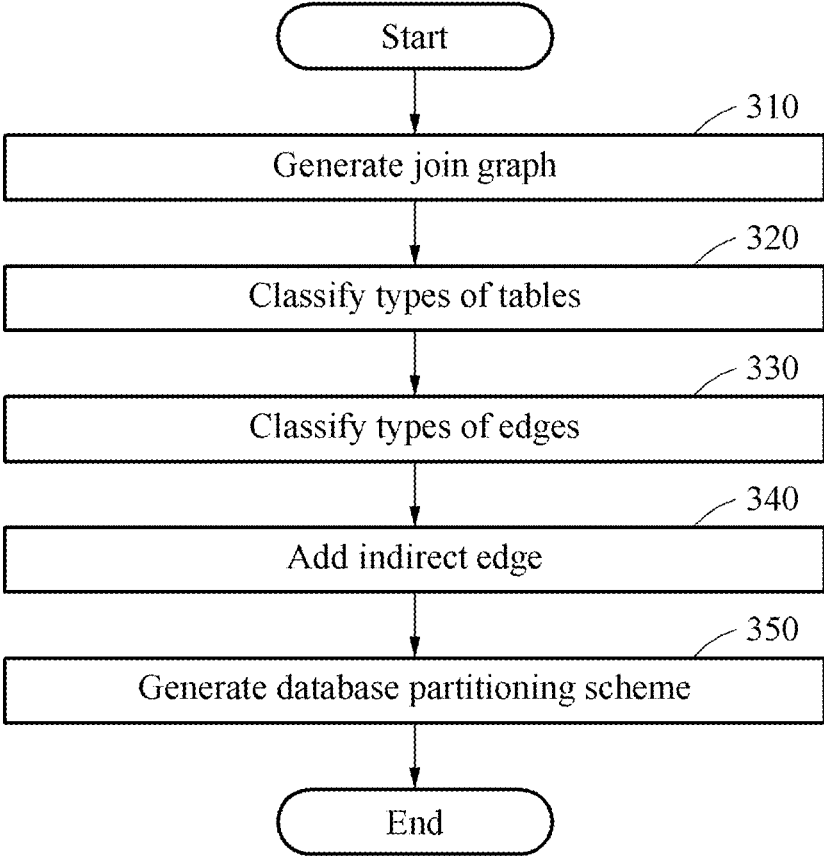 Start
310
Generate join graph
320
Classify types of tables
330
Classify types of edges
340
Add indirect edge
350
Generate database partitioning scheme
End